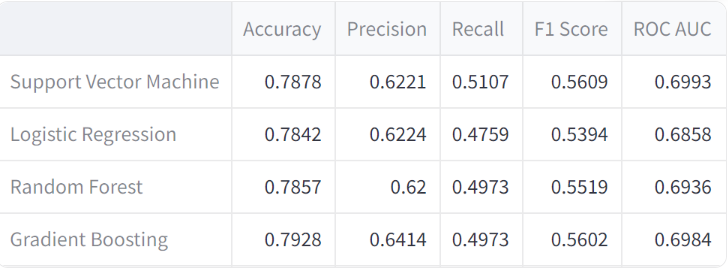 Accuracy Precision Recall F1 Score ROC AUC
Support Vector Machine 0.7878 0.6221 0.5107 0.5609 0.6993
Logistic Regression 0.7842 0.6224 0.4759 0.5394 0.6858
Random Forest 0.7857 0.62 0.4973 0.5519 0.6936
Gradient Boosting 0.7928 0.6414 0.4973 0.5602 0.6984